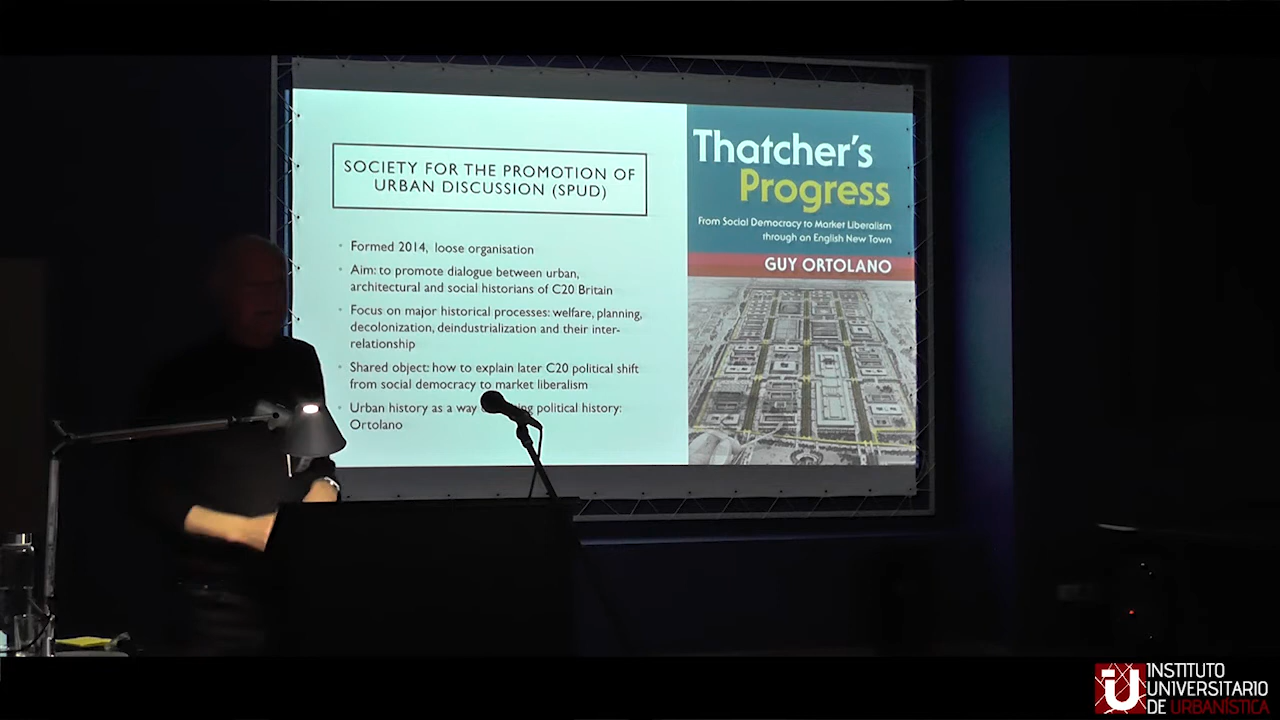 SOCIETY FOR THE PROMOTION OF
URBAN DISCUSSION (SPUD)
Formed 2014, loose organisation
Aim: to promote dialogue between urban,
architectural and social historians of C20 Britain
Focus on major historical processes: welfare, planning,
decolonization, deindustrialization and their inter-
relationship
Shared object: how to explain later C20 political shift
from social democracy to market liberalism
Urban history as a way political history:
Ortolano
Thatcher's
Progress
From Social Democracy to Market Liberalism
through an English New Town
GUY ORTOLANO
INSTITUTO
UNIVERSITARIO
DE URBANÍSTICA